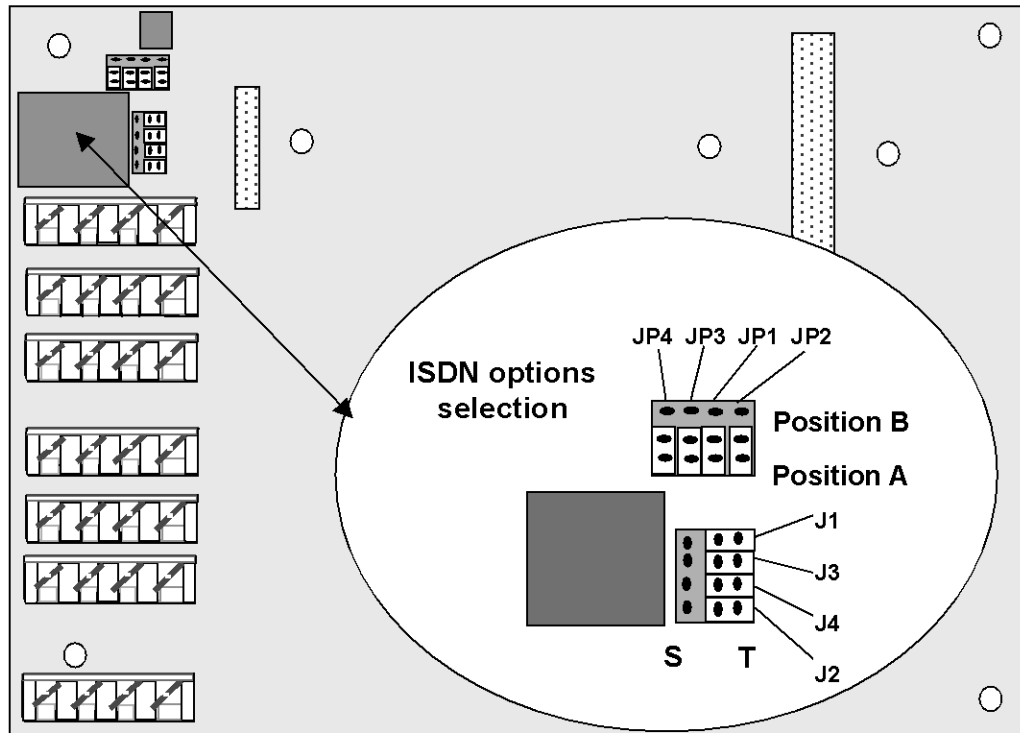 JP4 JP3 JP1 JP2
ISDN options
selection
Position B
Position A
J1
J3
J4
J2
S T